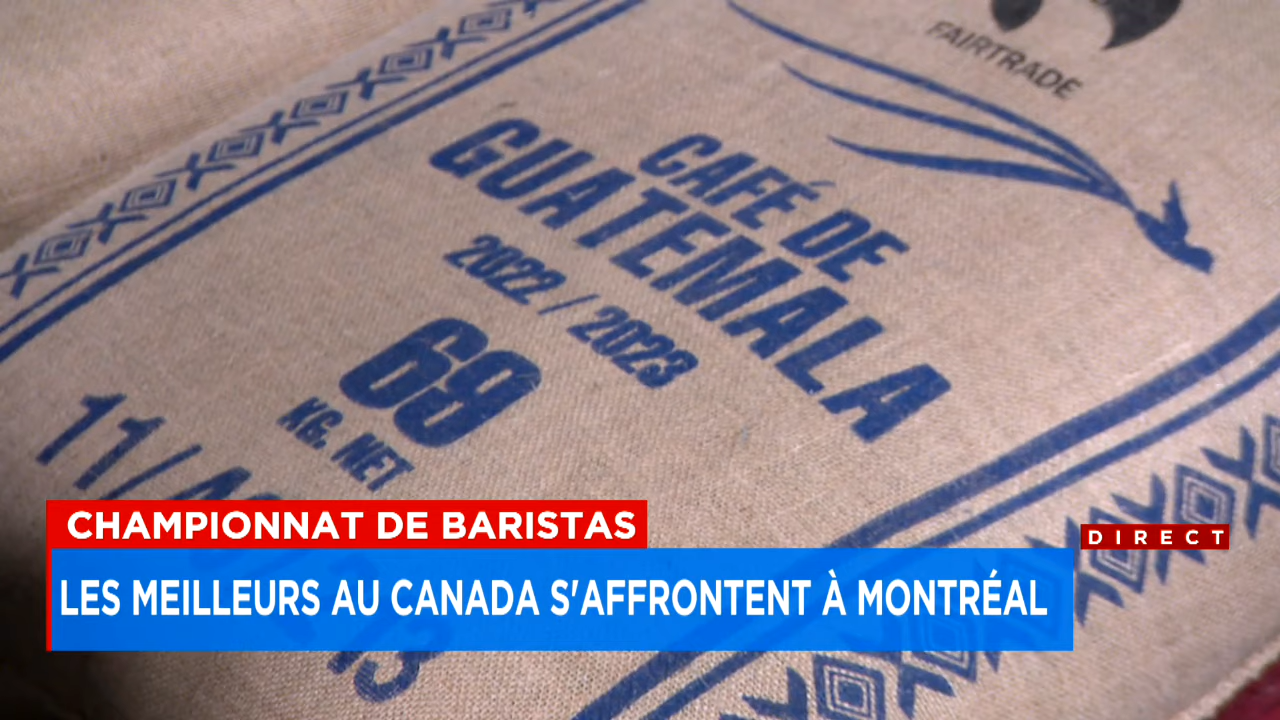 FAIRTRADE
CAFÉ DE
GUATEMALA
2022 / 2023
69
KG. NET
CHAMPIONNAT DE BARISTAS
DIRECT
LES MEILLEURS AU CANADA S'AFFRONTENT À MONTRÉAL